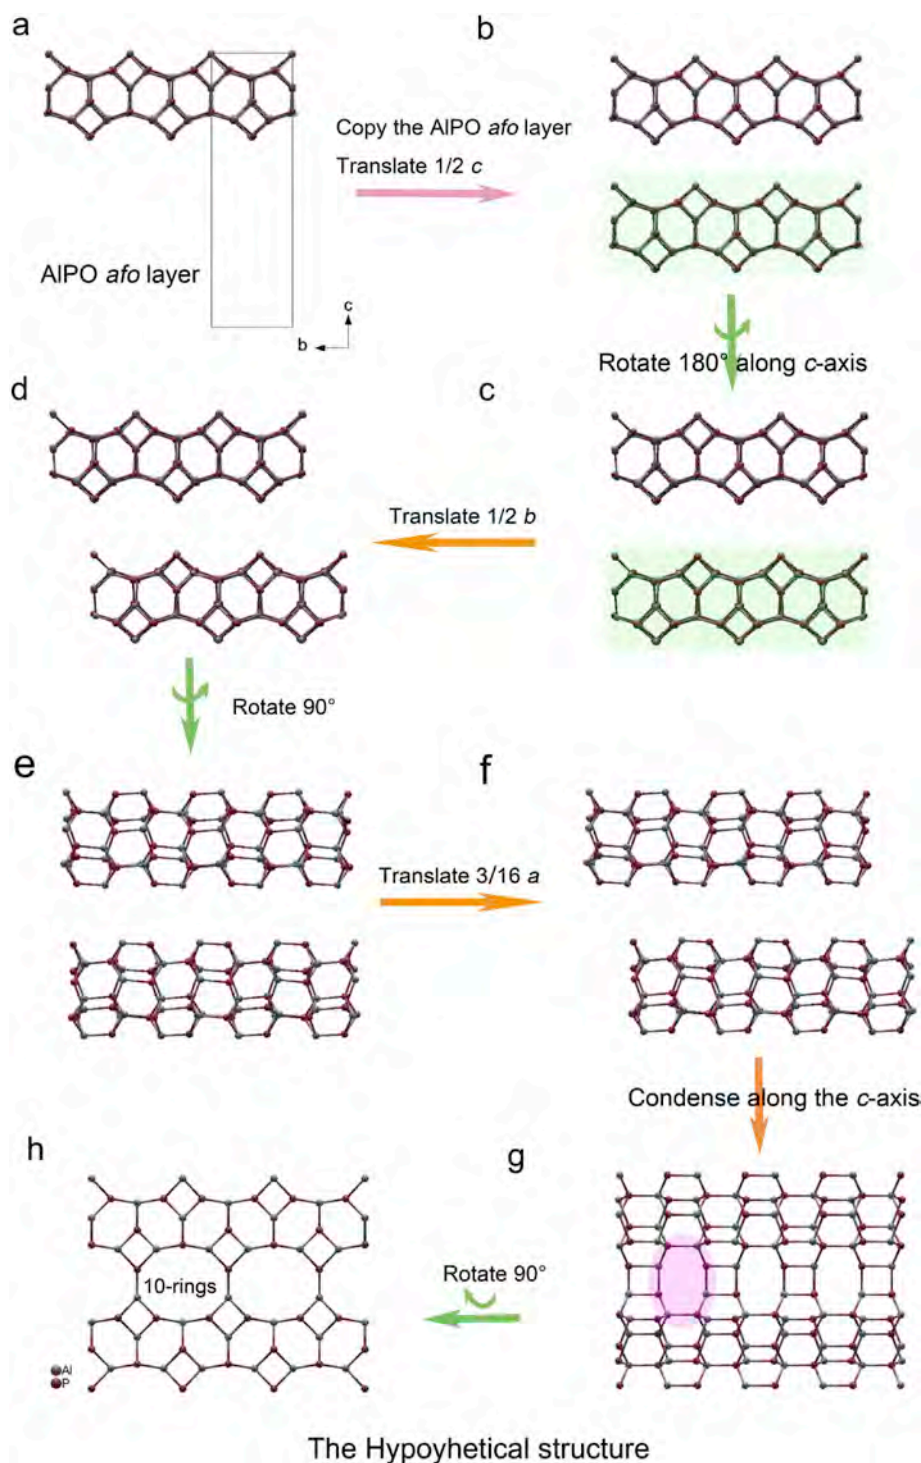 a
b
Copy the AlPO afo layer
Translate 1/2 c
AlPO afo layer
c
b
Rotate 180° along c-axis
d
c
Translate 1/2 b
Rotate 90°
e
f
Translate 3/16 a
Condense along the c-axis
h
g
10-rings
Rotate 90°
Al
P
The Hypoyhetical structure